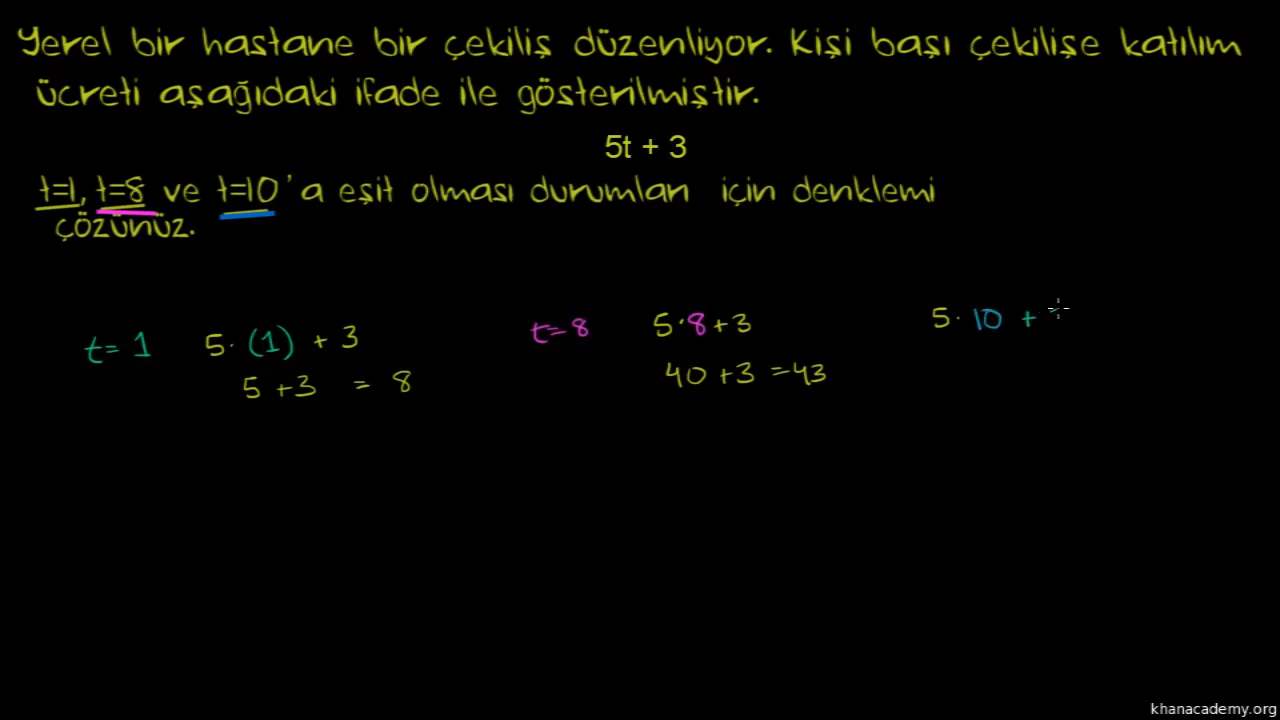 Yerel bir hastane bir çekiliş düzenliyor. Kişi başı çekilişe katılım
ücreti aşağıdaki ifade ile gösterilmiştir.
5t + 3
t=1, t=8 ve t=10'a eşit olması durumları için denklemi
çözünüz.
t= 1 5·(1) + 3 t=8 5·8+3 5·10 +
5 +3 = 8 40 +3 =43
khanacademy.org